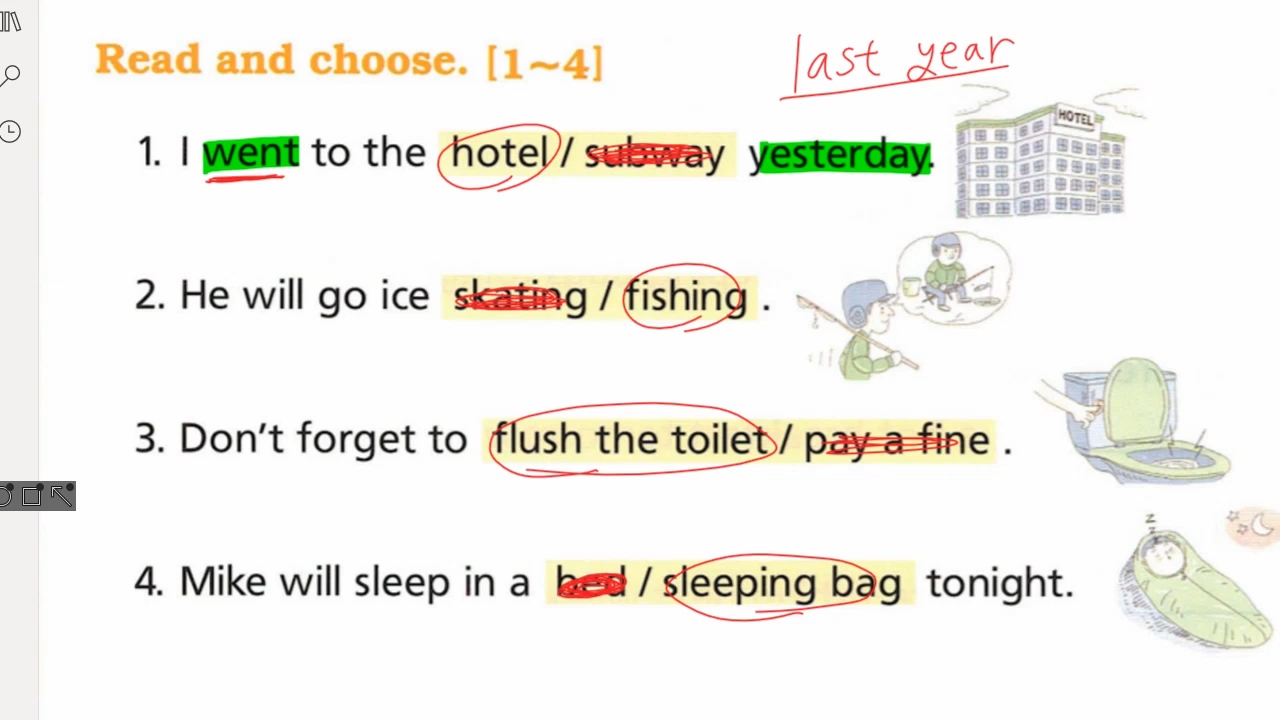 Read and choose. [1~4]
last year
1. I went to the hotel / subway yesterday.
HOTEL
2. He will go ice skating / fishing .
3. Don't forget to flush the toilet / pay a fine .
4. Mike will sleep in a bed / sleeping bag tonight.
z
z